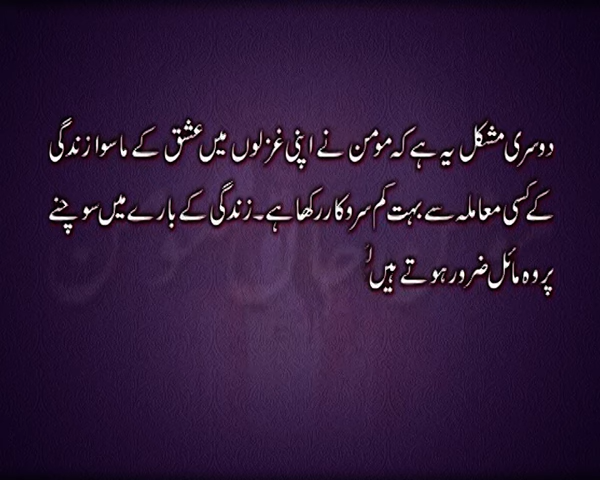 دوسری مشکل یہ ہے کہ مومن نے اپنی غزلوں میں عشق کے ماسوا زندگی
کے کسی معاملہ سے بہت کم سروکار رکھا ہے۔ زندگی کے بارے میں سوچنے
پر وہ مائل ضرور ہوتے ہیں